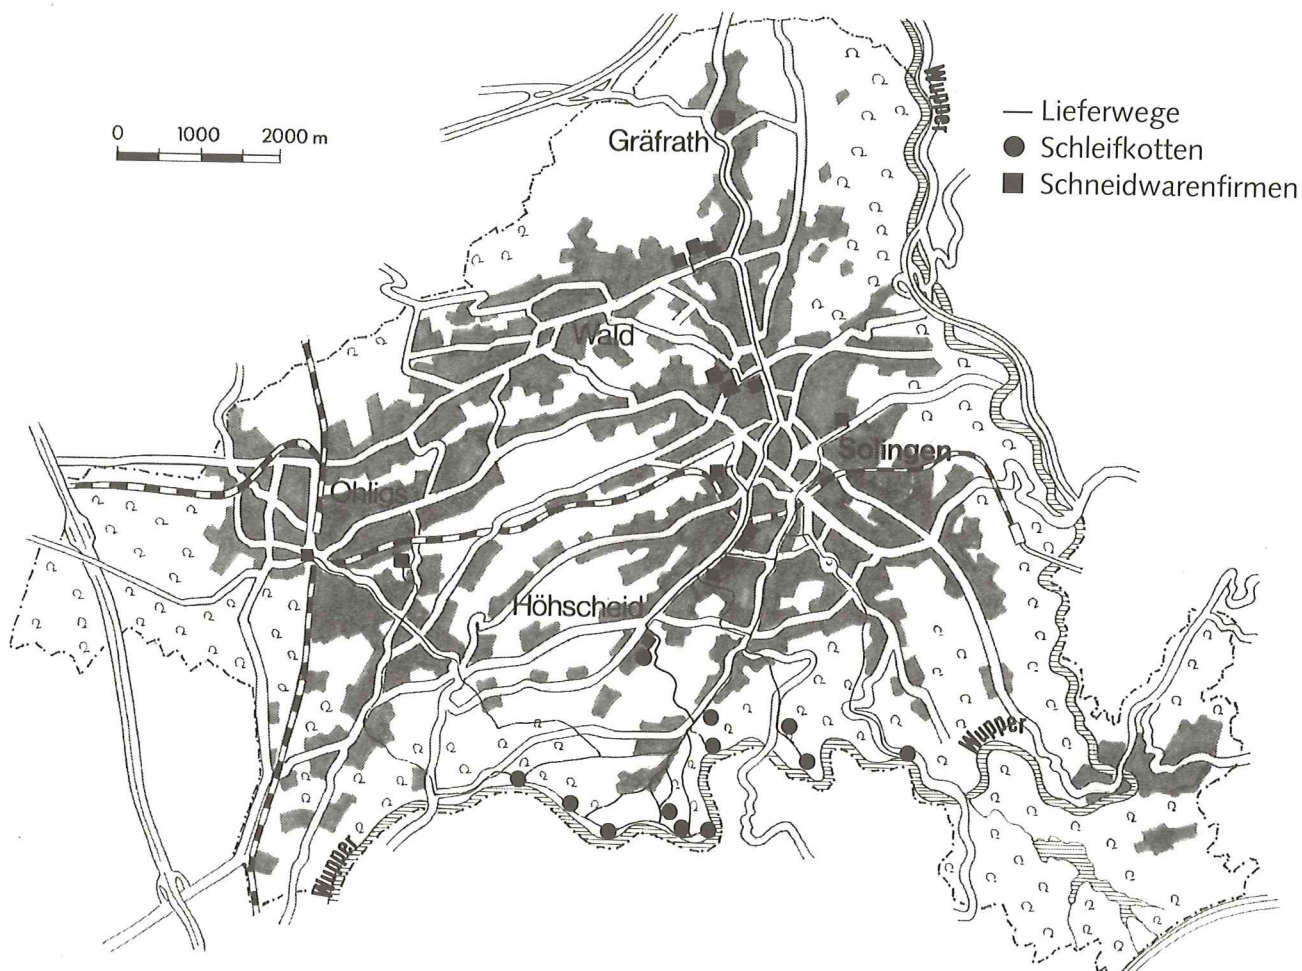 0 1000 2000 m
Gräfrath
Wupper
Lieferwege
Schleifkotten
Schneidwarenfirmen
Wald
Solingen
Ohligs
Höhscheid
Wupper
Wupper